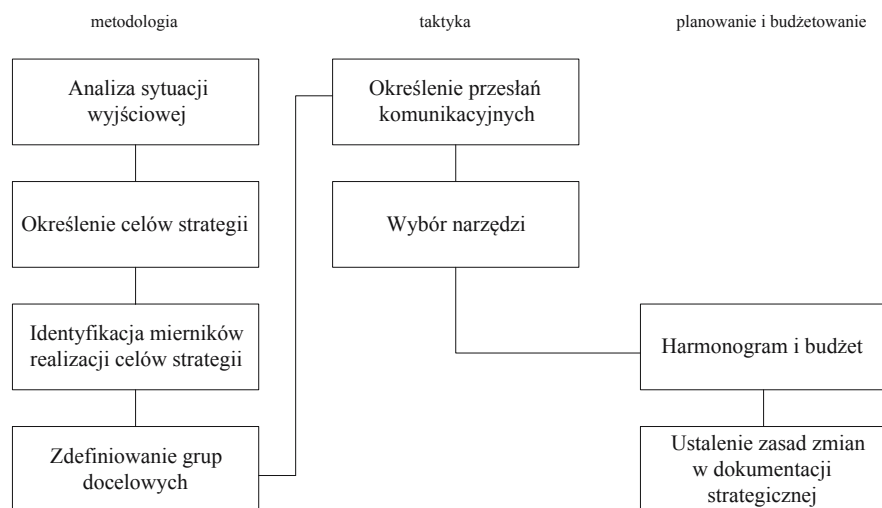 metodologia
taktyka
planowanie i budżetowanie
Analiza sytuacji
wyjściowej
Określenie celów strategii
Identyfikacja mierników
realizacji celów strategii
Zdefiniowanie grup
docelowych
Określenie przesłań
komunikacyjnych
Wybór narzędzi
Harmonogram i budżet
Ustalenie zasad zmian
w dokumentacji
strategicznej